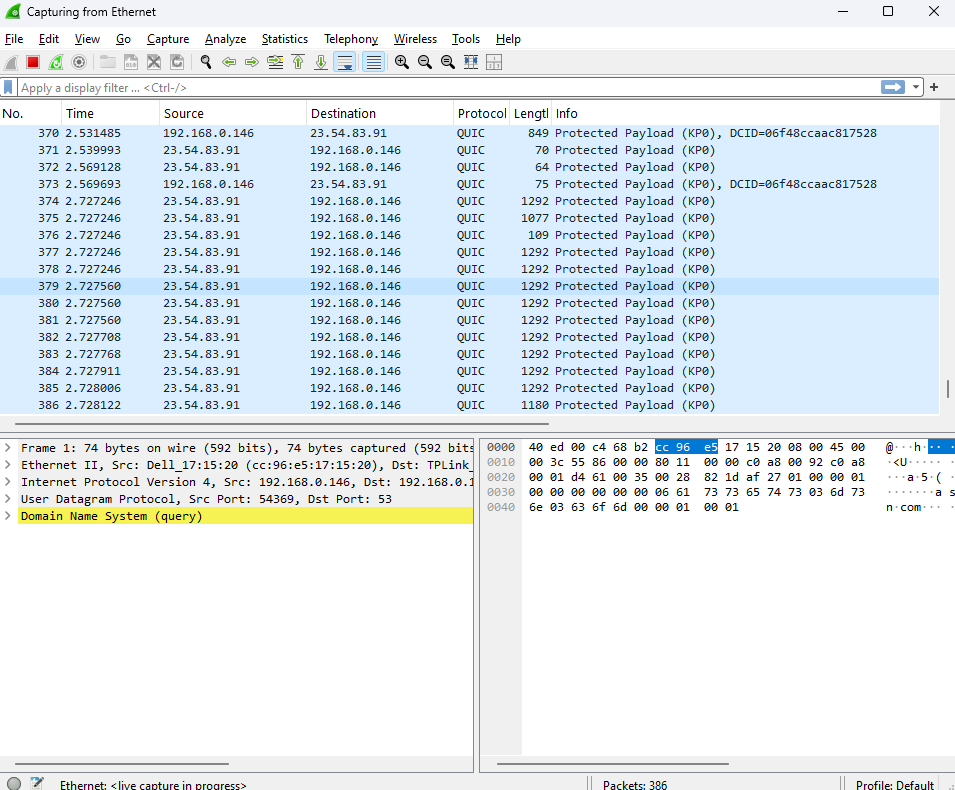 Capturing from Ethernet
File Edit View Go Capture Analyze Statistics Telephony Wireless Tools Help
Apply a display filter ... <Ctrl-/>
No. Time Source Destination Protocol Lengtl Info
370 2.531485 192.168.0.146 23.54.83.91 QUIC 849 Protected Payload (KP0), DCID=06f48ccaac817528
371 2.539993 23.54.83.91 192.168.0.146 QUIC 70 Protected Payload (KP0)
372 2.569128 23.54.83.91 192.168.0.146 QUIC 64 Protected Payload (KP0)
373 2.569693 192.168.0.146 23.54.83.91 QUIC 75 Protected Payload (KP0), DCID=06f48ccaac817528
374 2.727246 23.54.83.91 192.168.0.146 QUIC 1292 Protected Payload (KP0)
375 2.727246 23.54.83.91 192.168.0.146 QUIC 1077 Protected Payload (KP0)
376 2.727246 23.54.83.91 192.168.0.146 QUIC 109 Protected Payload (KP0)
377 2.727246 23.54.83.91 192.168.0.146 QUIC 1292 Protected Payload (KP0)
378 2.727246 23.54.83.91 192.168.0.146 QUIC 1292 Protected Payload (KP0)
379 2.727560 23.54.83.91 192.168.0.146 QUIC 1292 Protected Payload (KP0)
380 2.727560 23.54.83.91 192.168.0.146 QUIC 1292 Protected Payload (KP0)
381 2.727560 23.54.83.91 192.168.0.146 QUIC 1292 Protected Payload (KP0)
382 2.727708 23.54.83.91 192.168.0.146 QUIC 1292 Protected Payload (KP0)
383 2.727768 23.54.83.91 192.168.0.146 QUIC 1292 Protected Payload (KP0)
384 2.727911 23.54.83.91 192.168.0.146 QUIC 1292 Protected Payload (KP0)
385 2.728006 23.54.83.91 192.168.0.146 QUIC 1292 Protected Payload (KP0)
386 2.728122 23.54.83.91 192.168.0.146 QUIC 1180 Protected Payload (KP0)
Frame 1: 74 bytes on wire (592 bits), 74 bytes captured (592 bits
Ethernet II, Src: Dell_17:15:20 (cc:96:e5:17:15:20), Dst: TPLink_
Internet Protocol Version 4, Src: 192.168.0.146, Dst: 192.168.0.1
User Datagram Protocol, Src Port: 54369, Dst Port: 53
Domain Name System (query)
0000 40 ed 00 c4 68 b2 cc 96 e5 17 15 20 08 00 45 00 @···h·····
0010 00 3c 55 86 00 00 80 11 00 00 c0 a8 00 92 c0 a8 ·<U·····
0020 00 01 d4 61 00 35 00 28 82 1d af 27 01 00 00 01 ···a·5·(
0030 00 00 00 00 00 00 06 61 73 73 65 74 73 03 6d 73 ·······a s
0040 6e 03 63 6f 6d 00 00 01 00 01 n·com···
Ethernet: <live capture in progress>
Packets: 386
Profile: Default